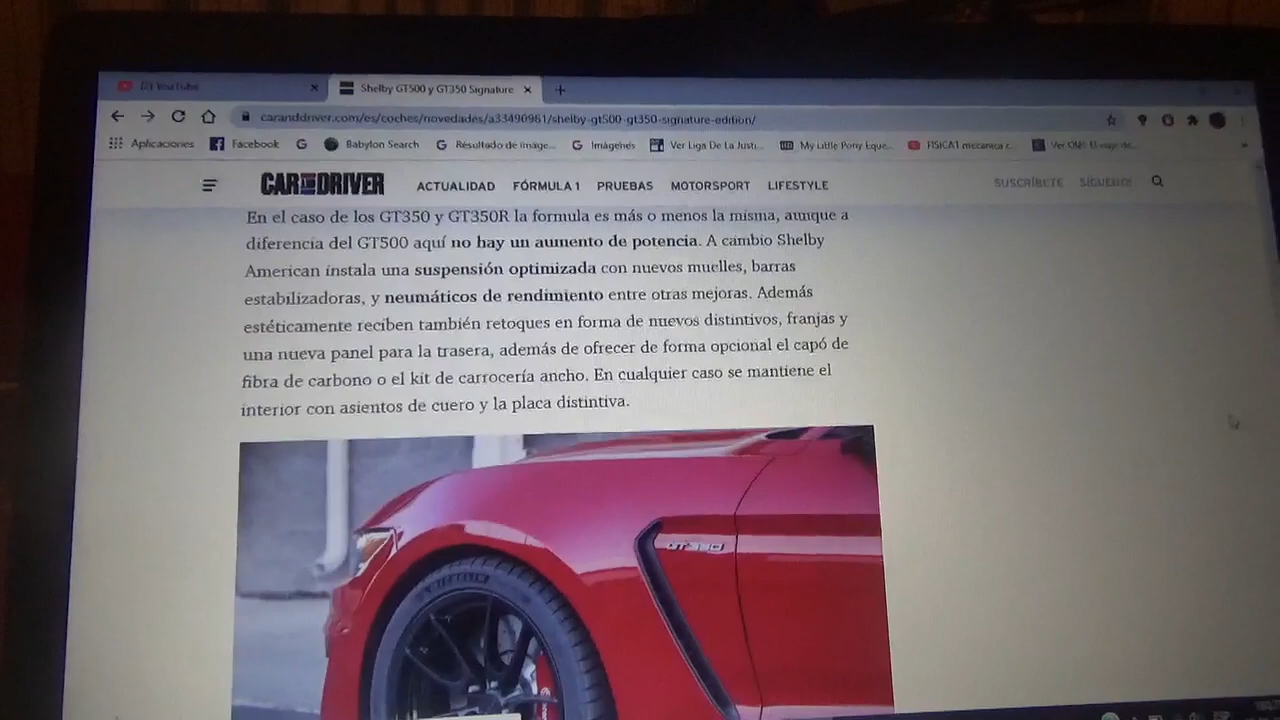 YouTube
Shelby GT500 y GT350 Signature
caranddriver.com/es/coches/novedades/a33490961/shelby-gt500-gt350-signature-edition/
Aplicaciones Facebook Babylon Search Resultado de image... Imágenes Ver Liga De La Justi... My Little Pony Eque... FISICA1 mecanica c...
CAR AND DRIVER ACTUALIDAD FÓRMULA 1 PRUEBAS MOTORSPORT LIFESTYLE SUSCRÍBETE SÍGUENOS
En el caso de los GT350 y GT350R la formula es más o menos la misma, aunque a
diferencia del GT500 aquí no hay un aumento de potencia. A cambio Shelby
American instala una suspensión optimizada con nuevos muelles, barras
estabilizadoras, y neumáticos de rendimiento entre otras mejoras. Además
estéticamente reciben también retoques en forma de nuevos distintivos, franjas y
una nueva panel para la trasera, además de ofrecer de forma opcional el capó de
fibra de carbono o el kit de carrocería ancho. En cualquier caso se mantiene el
interior con asientos de cuero y la placa distintiva.
GT350